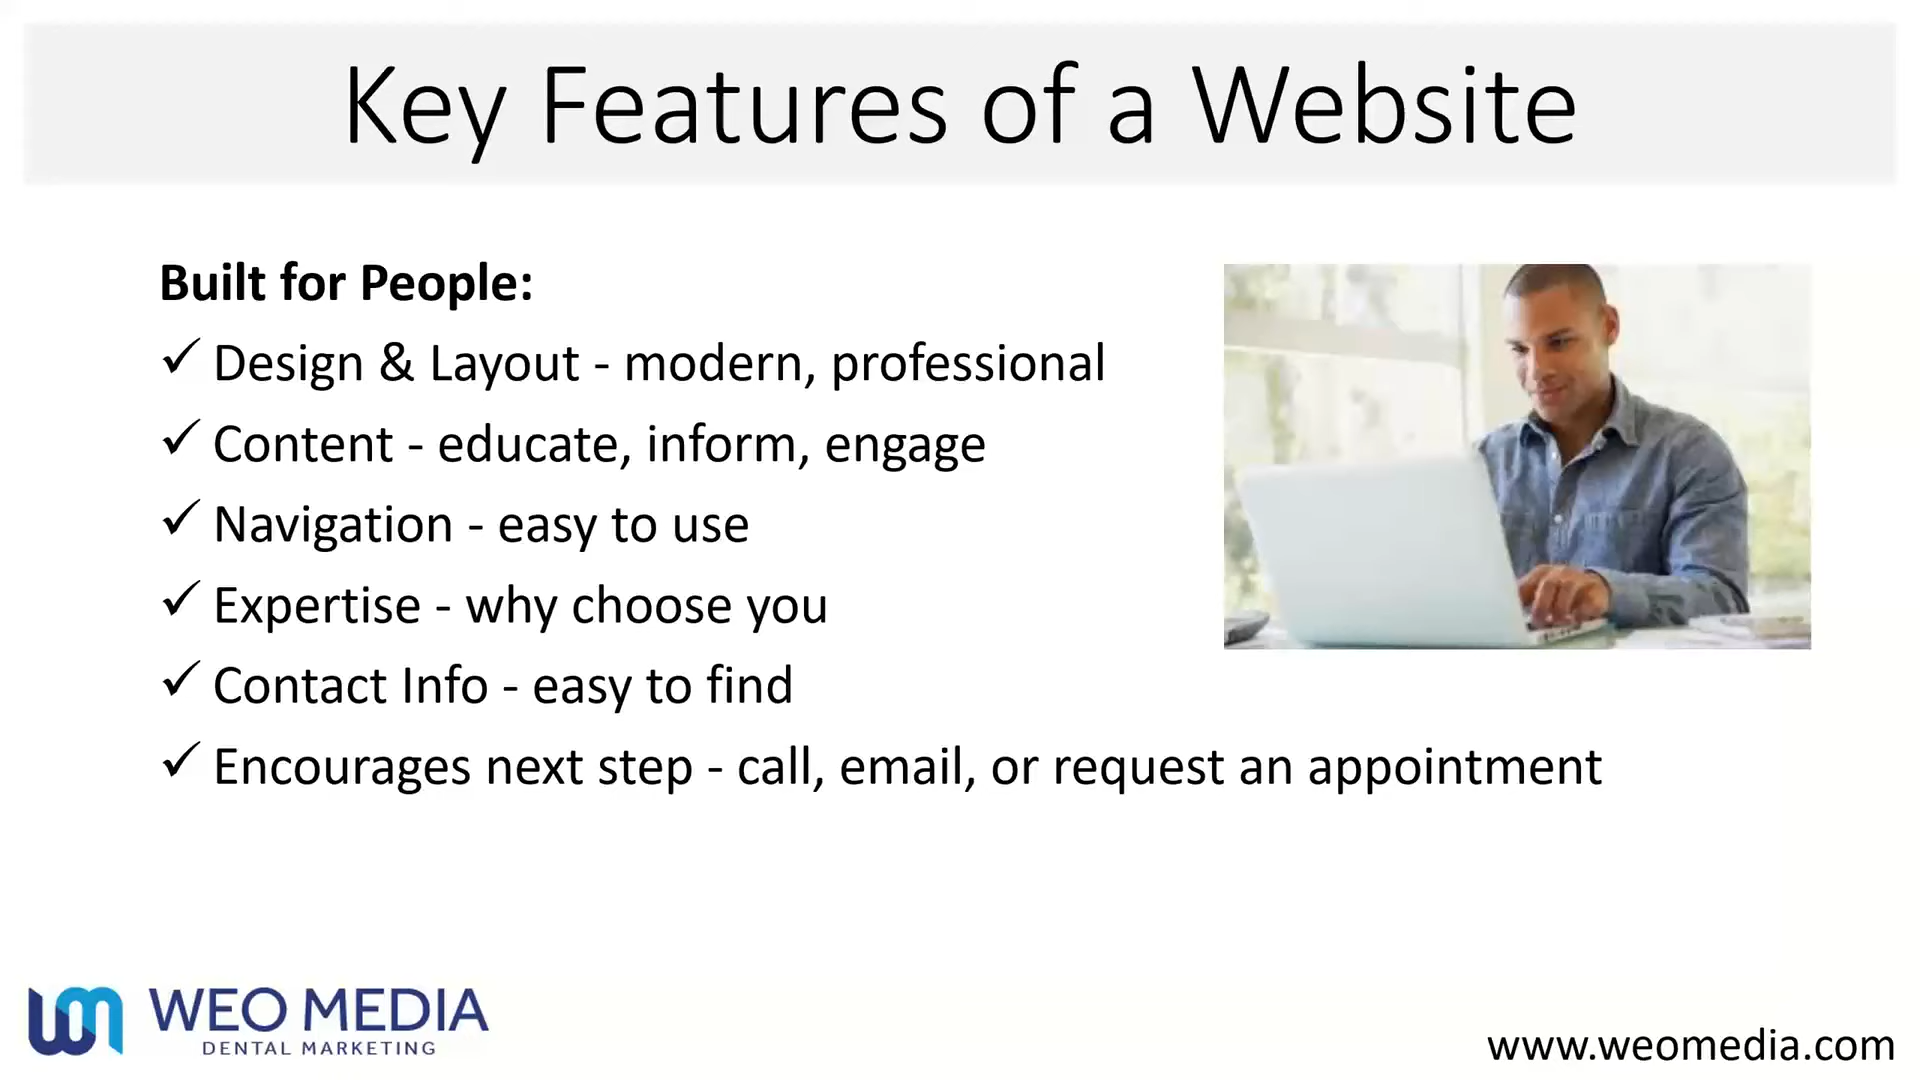 Key Features of a Website
Built for People:
✓ Design & Layout - modern, professional
✓ Content - educate, inform, engage
✓ Navigation - easy to use
✓ Expertise - why choose you
✓ Contact Info - easy to find
✓ Encourages next step - call, email, or request an appointment
WEO MEDIA
DENTAL MARKETING
www.weomedia.com